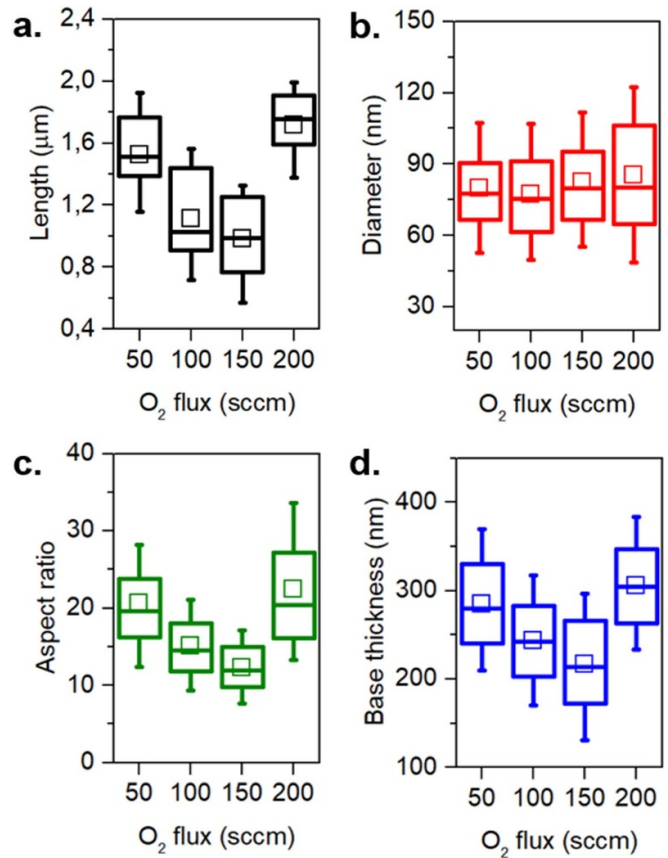 a.
Length (μm)
2,4
2,0
1,6
1,2
0,8
0,4
50 100 150 200
O₂ flux (sccm)
b.
Diameter (nm)
150
120
90
60
30
50 100 150 200
O₂ flux (sccm)
c.
Aspect ratio
40
30
20
10
0
50 100 150 200
O₂ flux (sccm)
d.
Base thickness (nm)
400
300
200
100
50 100 150 200
O₂ flux (sccm)